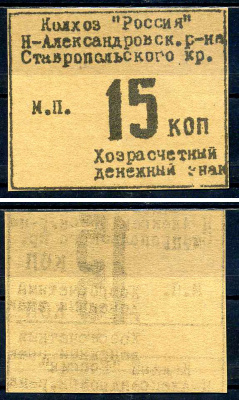 Колхоз "Россия"
Н-Александровск. р-на
Ставропольского кр.
М.П. 15 коп
Хозрасчетный
денежный знак